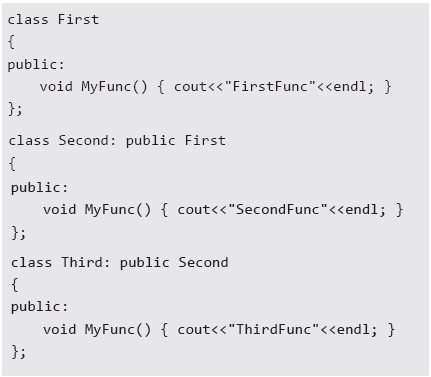 class First
{
public:
    void MyFunc() { cout<<"FirstFunc"<<endl; }
};
class Second: public First
{
public:
    void MyFunc() { cout<<"SecondFunc"<<endl; }
};
class Third: public Second
{
public:
    void MyFunc() { cout<<"ThirdFunc"<<endl; }
};